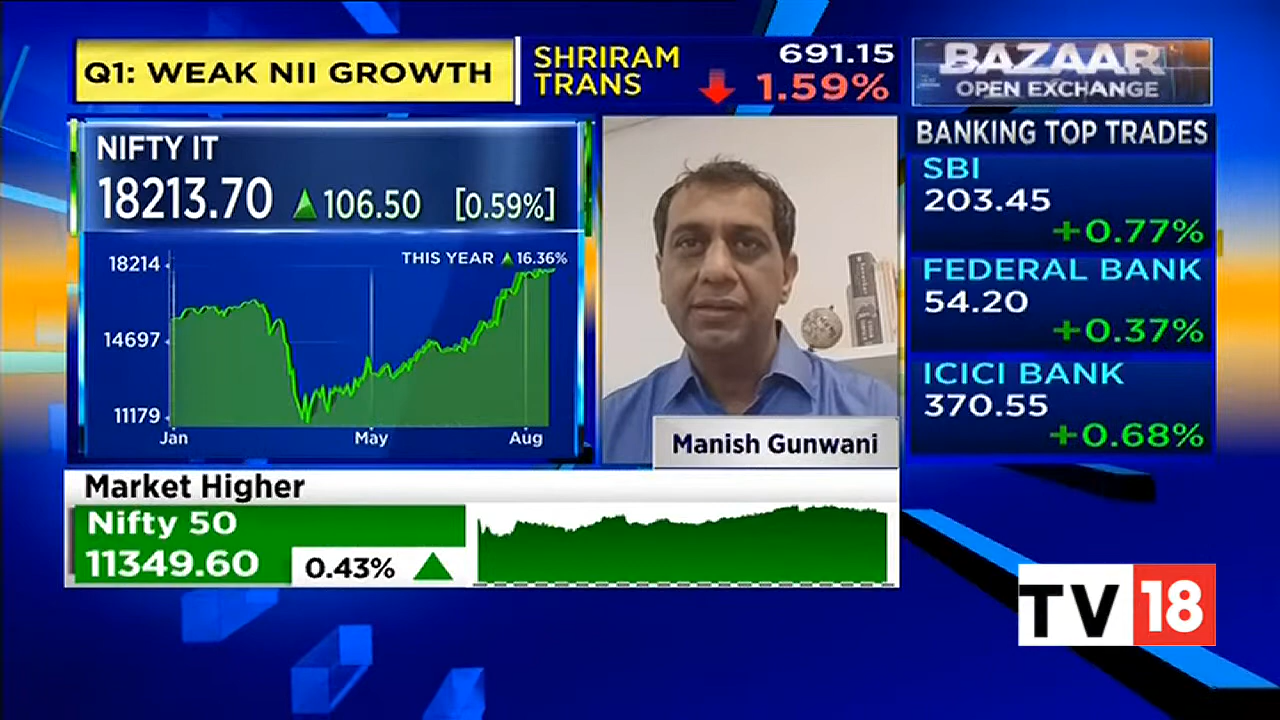 Q1: WEAK NII GROWTH
SHRIRAM
TRANS
691.15
1.59%
BAZAAR
OPEN EXCHANGE
NIFTY IT
18213.70 106.50 [0.59%]
THIS YEAR 16.36%
18214
14697
11179
Jan May Aug
Manish Gunwani
BANKING TOP TRADES
SBI
203.45
+0.77%
FEDERAL BANK
54.20
+0.37%
ICICI BANK
370.55
+0.68%
Market Higher
Nifty 50
11349.60 0.43%
TV18